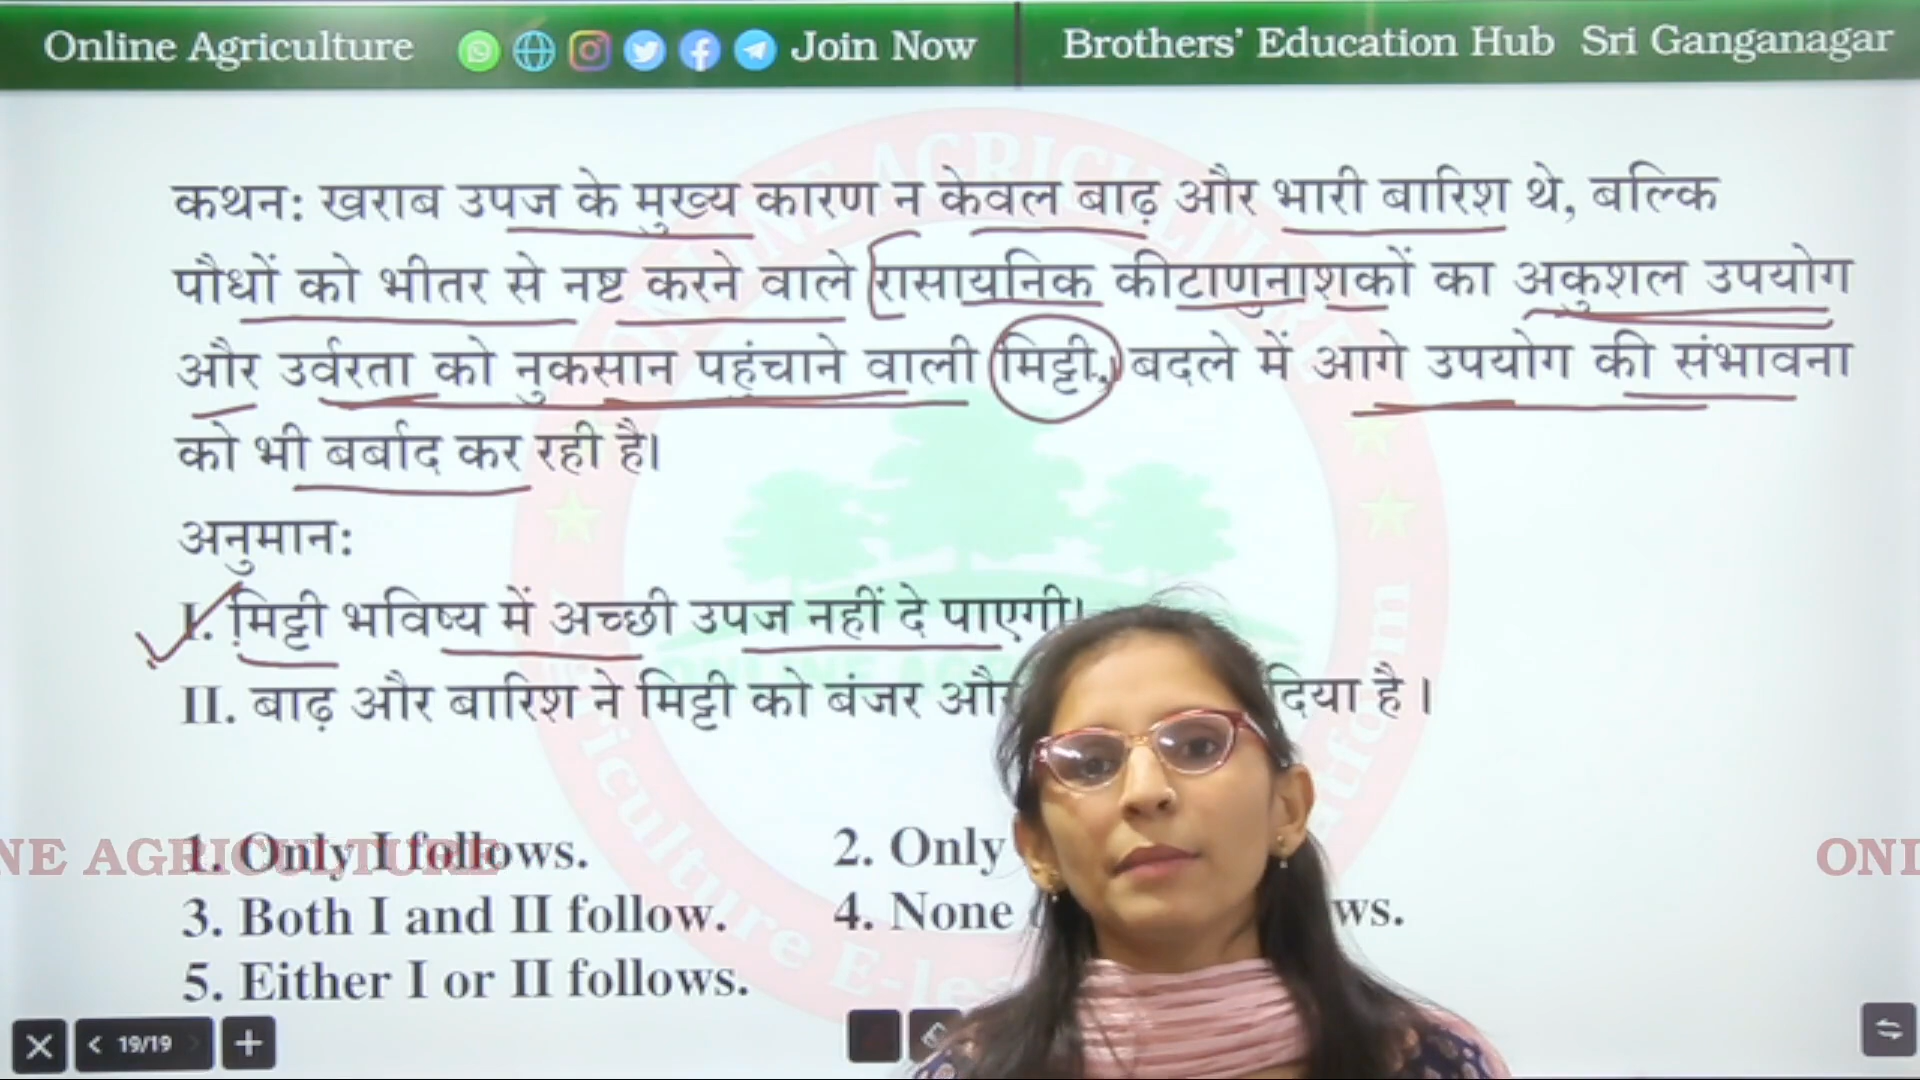 Online Agriculture Join Now Brothers' Education Hub Sri Ganganagar
कथन: खराब उपज के मुख्य कारण न केवल बाढ़ और भारी बारिश थे, बल्कि
पौधों को भीतर से नष्ट करने वाले रासायनिक कीटाणुनाशकों का अकुशल उपयोग
और उर्वरता को नुकसान पहुंचाने वाली मिट्टी, बदले में आगे उपयोग की संभावना
को भी बर्बाद कर रही है।
अनुमान:
I. मिट्टी भविष्य में अच्छी उपज नहीं दे पाएगी।
II. बाढ़ और बारिश ने मिट्टी को बंजर और दिया है।
1. Only I follows. 2. Only
NE AGRICULTURE ONL
3. Both I and II follow. 4. None
5. Either I or II follows.
19/19